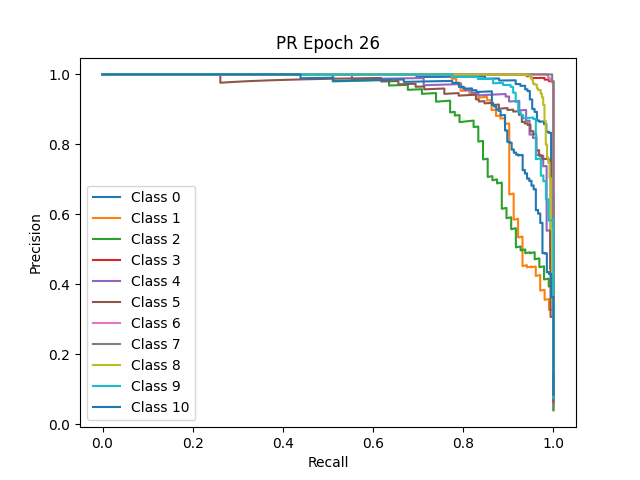 PR Epoch 26
1.0
0.8
0.6
0.4
0.2
0.0
Precision
Class 0
Class 1
Class 2
Class 3
Class 4
Class 5
Class 6
Class 7
Class 8
Class 9
Class 10
0.0 0.2 0.4 0.6 0.8 1.0
Recall